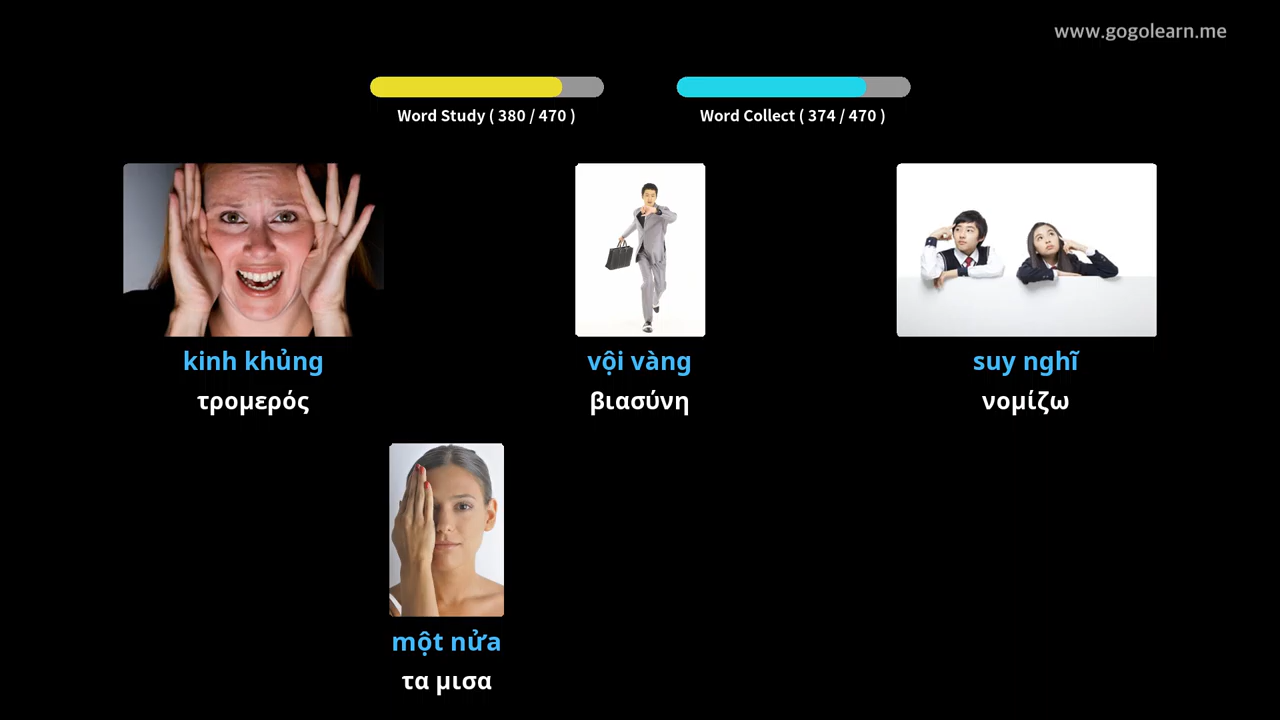 www.gogolearn.me
Word Study ( 380 / 470 )
Word Collect ( 374 / 470 )
kinh khủng
τρομερός
vội vàng
βιασύνη
suy nghĩ
νομίζω
một nửa
τα μισα